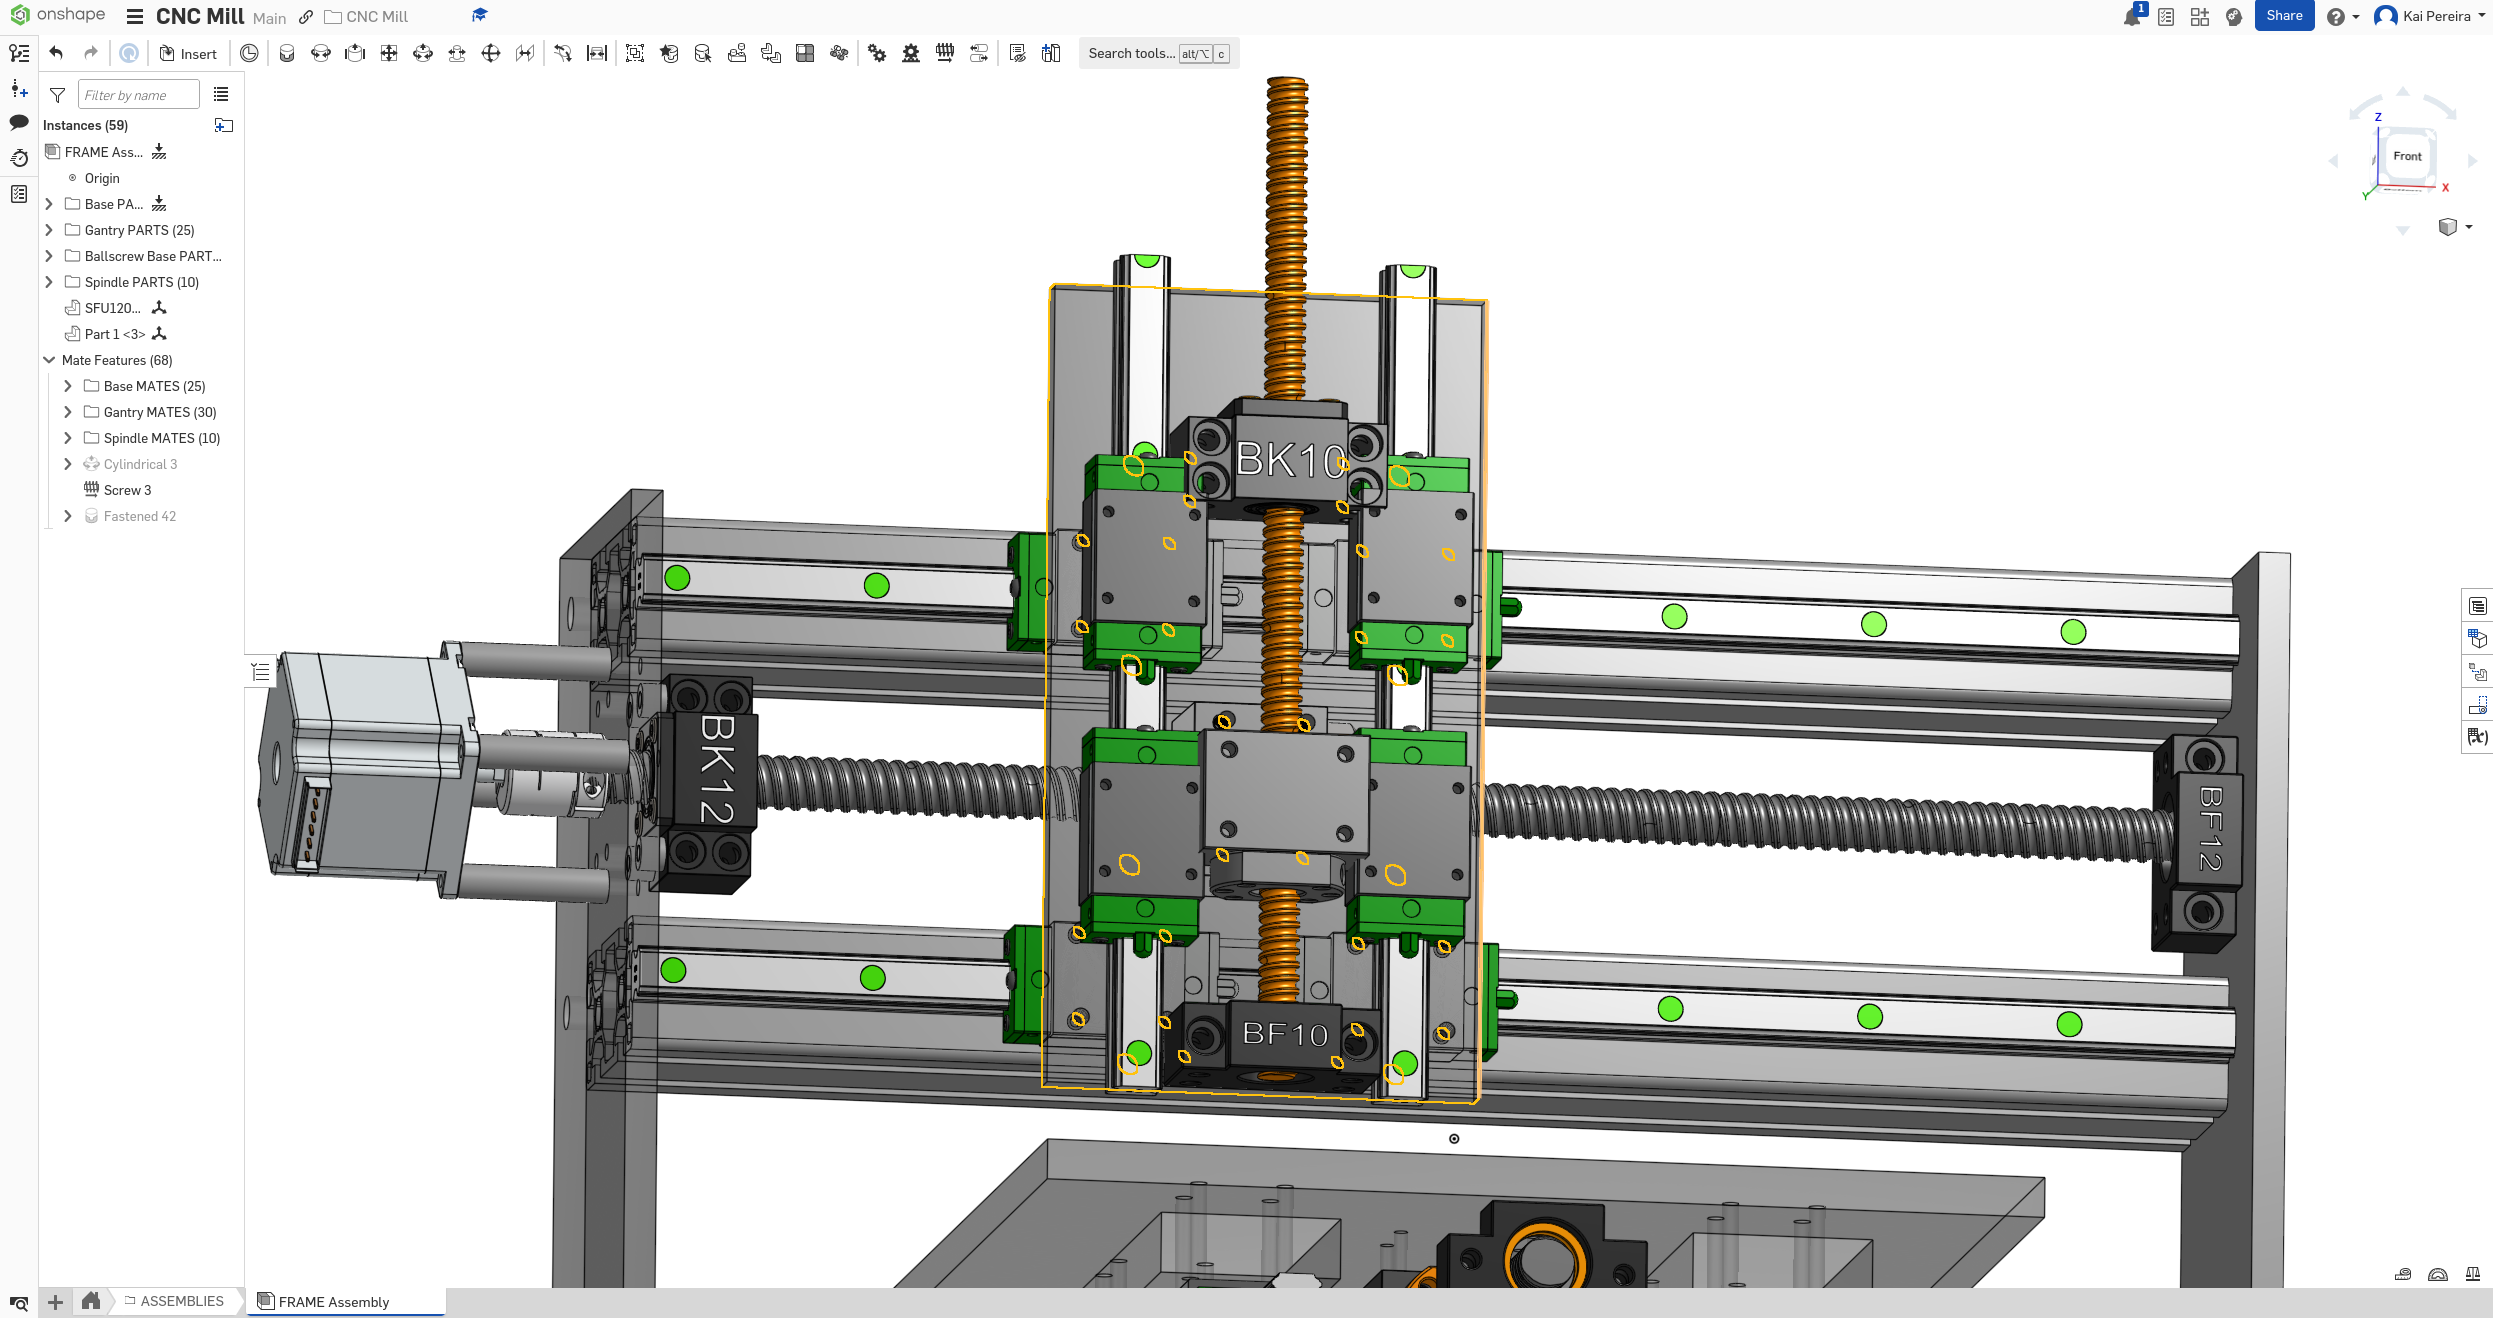 onshape
CNC Mill Main CNC Mill
1
Share
Kai Pereira
Insert
Search tools... alt/⌥ c
Filter by name
Instances (59)
FRAME Ass...
Origin
Base PA...
Gantry PARTS (25)
Ballscrew Base PART...
Spindle PARTS (10)
SFU120...
Part 1 <3>
Mate Features (68)
Base MATES (25)
Gantry MATES (30)
Spindle MATES (10)
Cylindrical 3
Screw 3
Fastened 42
Z
Front
X
Y
BK10
BK12
BF12
BF10
(x)
ASSEMBLIES
FRAME Assembly